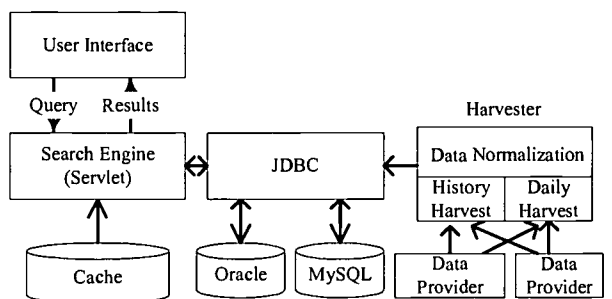 User Interface
Query
Results
Harvester
Search Engine
(Servlet)
JDBC
Data Normalization
History
Harvest
Daily
Harvest
Cache
Oracle
MySQL
Data
Provider
Data
Provider